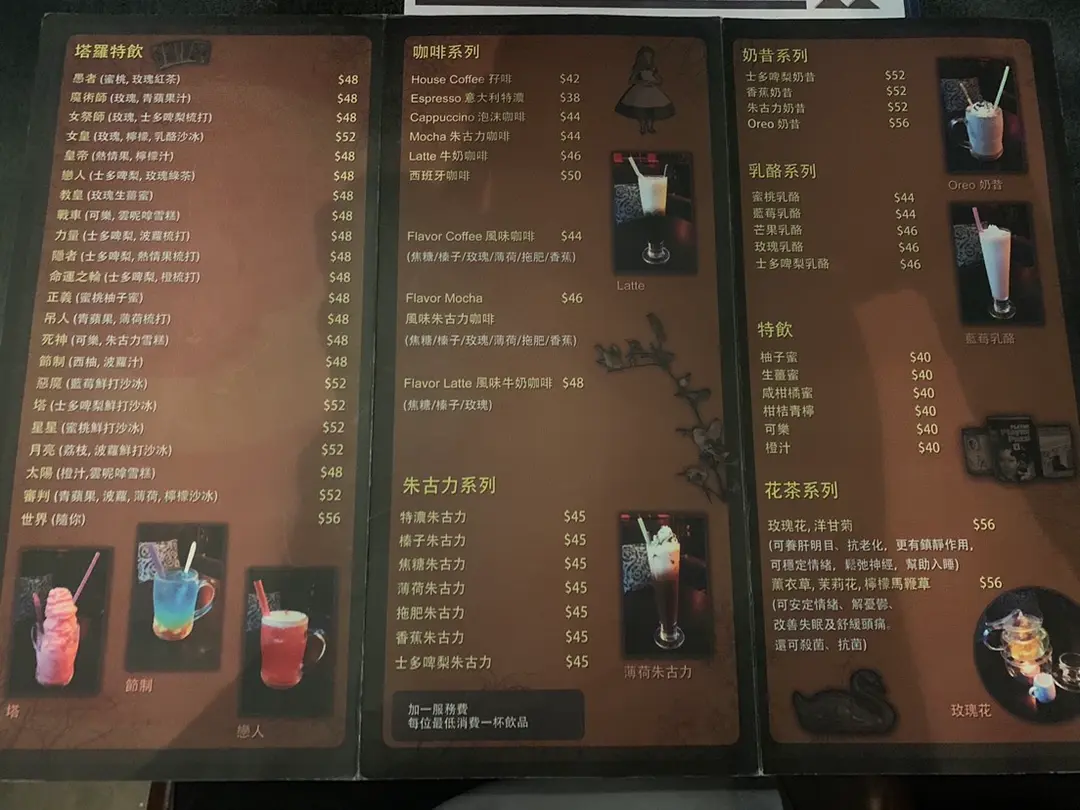 塔羅特飲
愚者 (蜜桃, 玫瑰紅茶) $48
魔術師 (玫瑰, 青蘋果汁) $48
女祭師 (玫瑰, 士多啤梨梳打) $48
女皇 (玫瑰, 檸檬, 乳酪沙冰) $52
皇帝 (熱情果, 檸檬汁) $48
戀人 (士多啤梨, 玫瑰綠茶) $48
教皇 (玫瑰生薑蜜) $48
戰車 (可樂, 雲呢嗱雪糕) $48
力量 (士多啤梨, 波蘿梳打) $48
隱者 (士多啤梨, 熱情果梳打) $48
命運之輪 (士多啤梨, 橙梳打) $48
正義 (蜜桃柚子蜜) $48
吊人 (青蘋果, 薄荷梳打) $48
死神 (可樂, 朱古力雪糕) $48
節制 (西柚, 波蘿汁) $48
惡魔 (藍莓鮮打沙冰) $52
塔 (士多啤梨鮮打沙冰) $52
星星 (蜜桃鮮打沙冰) $52
月亮 (荔枝, 波蘿鮮打沙冰) $52
太陽 (橙汁,雲呢嗱雪糕) $48
審判 (青蘋果, 波蘿, 薄荷, 檸檬沙冰) $52
世界 (隨你) $56
塔
節制
戀人
咖啡系列
House Coffee 孖啡 $42
Espresso 意大利特濃 $38
Cappuccino 泡沫咖啡 $44
Mocha 朱古力咖啡 $44
Latte 牛奶咖啡 $46
西班牙咖啡 $50
Flavor Coffee 風味咖啡 $44
(焦糖/榛子/玫瑰/薄荷/拖肥/香蕉)
Flavor Mocha $46
風味朱古力咖啡
(焦糖/榛子/玫瑰/薄荷/拖肥/香蕉)
Flavor Latte 風味牛奶咖啡 $48
(焦糖/榛子/玫瑰)
Latte
朱古力系列
特濃朱古力 $45
榛子朱古力 $45
焦糖朱古力 $45
薄荷朱古力 $45
拖肥朱古力 $45
香蕉朱古力 $45
士多啤梨朱古力 $45
薄荷朱古力
加一服務費
每位最低消費一杯飲品
奶昔系列
士多啤梨奶昔 $52
香蕉奶昔 $52
朱古力奶昔 $52
Oreo 奶昔 $56
Oreo 奶昔
乳酪系列
蜜桃乳酪 $44
藍莓乳酪 $44
芒果乳酪 $46
玫瑰乳酪 $46
士多啤梨乳酪 $46
藍莓乳酪
特飲
柚子蜜 $40
生薑蜜 $40
咸柑橘蜜 $40
柑桔青檸 $40
可樂 $40
橙汁 $40
花茶系列
玫瑰花, 洋甘菊 $56
(可養肝明目、抗老化, 更有鎮靜作用,
可穩定情緒, 鬆弛神經, 幫助入睡)
薰衣草, 茉莉花, 檸檬馬鞭草 $56
(可安定情緒、解憂鬱、
改善失眠及舒緩頭痛。
還可殺菌、抗菌)
玫瑰花